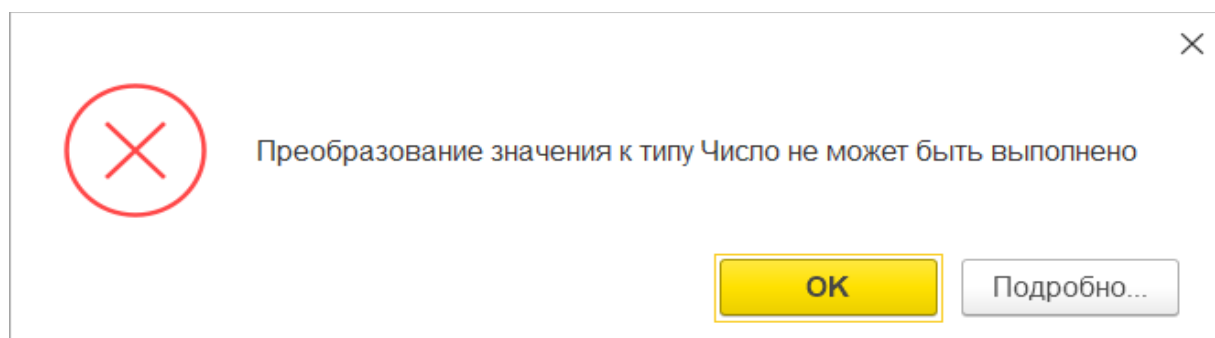 Преобразование значения к типу Число не может быть выполнено
OK
Подробно...